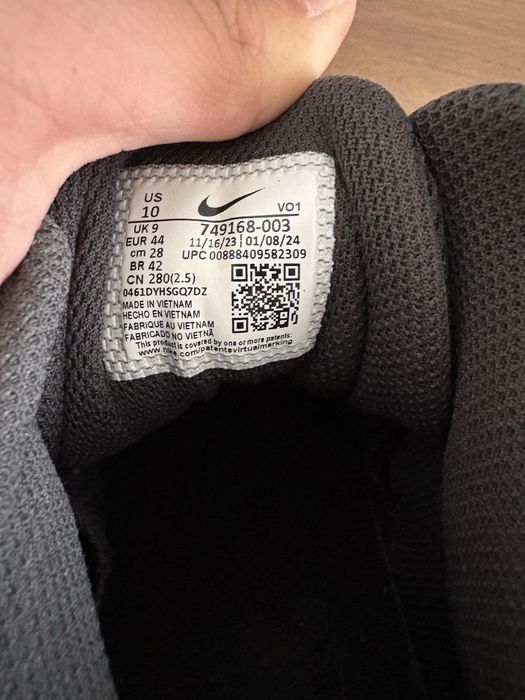 US
10
VO1
UK 9
749168-003
EUR 44
11/16/23 | 01/08/24
cm 28
UPC 00888409582309
BR 42
CN 280(2.5)
0461DYHSGQ7DZ
MADE IN VIETNAM
HECHO EN VIETNAM
FABRIQUE AU VIETNAM
FABRICADO NO VIETNÃ
This product is covered by one or more patents:
www.nike.com/patentsvirtualmarking